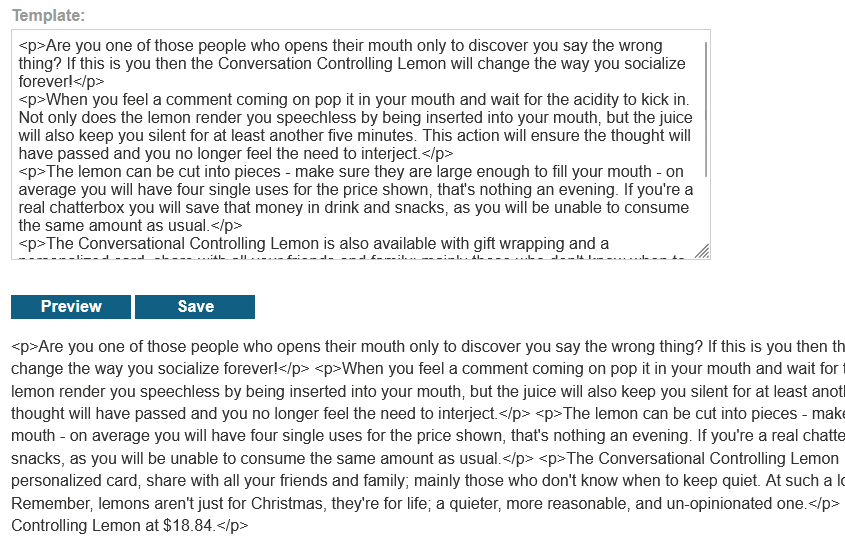 Template:
<p>Are you one of those people who opens their mouth only to discover you say the wrong
thing? If this is you then the Conversation Controlling Lemon will change the way you socialize
forever!</p>
<p>When you feel a comment coming on pop it in your mouth and wait for the acidity to kick in.
Not only does the lemon render you speechless by being inserted into your mouth, but the juice
will also keep you silent for at least another five minutes. This action will ensure the thought will
have passed and you no longer feel the need to interject.</p>
<p>The lemon can be cut into pieces - make sure they are large enough to fill your mouth - on
average you will have four single uses for the price shown, that's nothing an evening. If you're a
real chatterbox you will save that money in drink and snacks, as you will be unable to consume
the same amount as usual.</p>
<p>The Conversational Controlling Lemon is also available with gift wrapping and a
personalized card, share with all your friends and family; mainly those who don't know when to
Preview Save
<p>Are you one of those people who opens their mouth only to discover you say the wrong thing? If this is you then th
change the way you socialize forever!</p> <p>When you feel a comment coming on pop it in your mouth and wait for
lemon render you speechless by being inserted into your mouth, but the juice will also keep you silent for at least anot
thought will have passed and you no longer feel the need to interject.</p> <p>The lemon can be cut into pieces - make
mouth - on average you will have four single uses for the price shown, that's nothing an evening. If you're a real chatte
snacks, as you will be unable to consume the same amount as usual.</p> <p>The Conversational Controlling Lemon
personalized card, share with all your friends and family; mainly those who don't know when to keep quiet. At such a lo
Remember, lemons aren't just for Christmas, they're for life; a quieter, more reasonable, and un-opinionated one.</p>
Controlling Lemon at $18.84.</p>